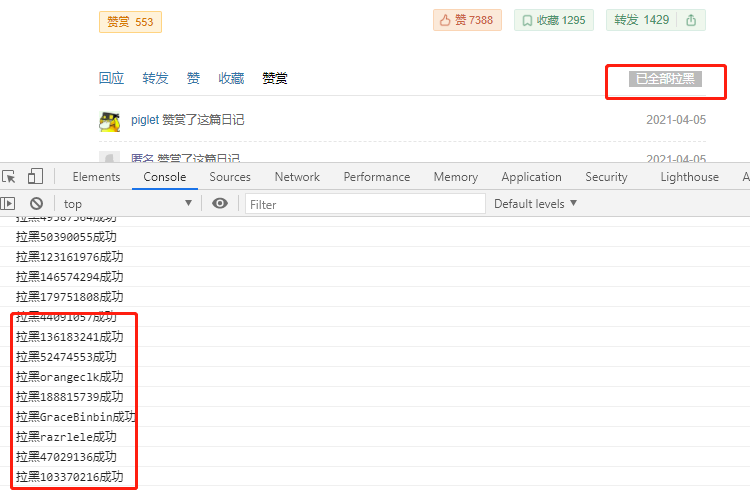 赞赏 553
赞 7388
收藏 1295
转发 1429
回应 转发 赞 收藏 赞赏
已全部拉黑
piglet 赞赏了这篇日记 2021-04-05
匿名 赞赏了这篇日记 2021-04-05
Elements Console Sources Network Performance Memory Application Security Lighthouse A
top Filter Default levels
拉黑49587564成功
拉黑50390055成功
拉黑123161976成功
拉黑146574294成功
拉黑179751808成功
拉黑44091057成功
拉黑136183241成功
拉黑52474553成功
拉黑orangeclk成功
拉黑188815739成功
拉黑GraceBinbin成功
拉黑razrlele成功
拉黑47029136成功
拉黑103370216成功